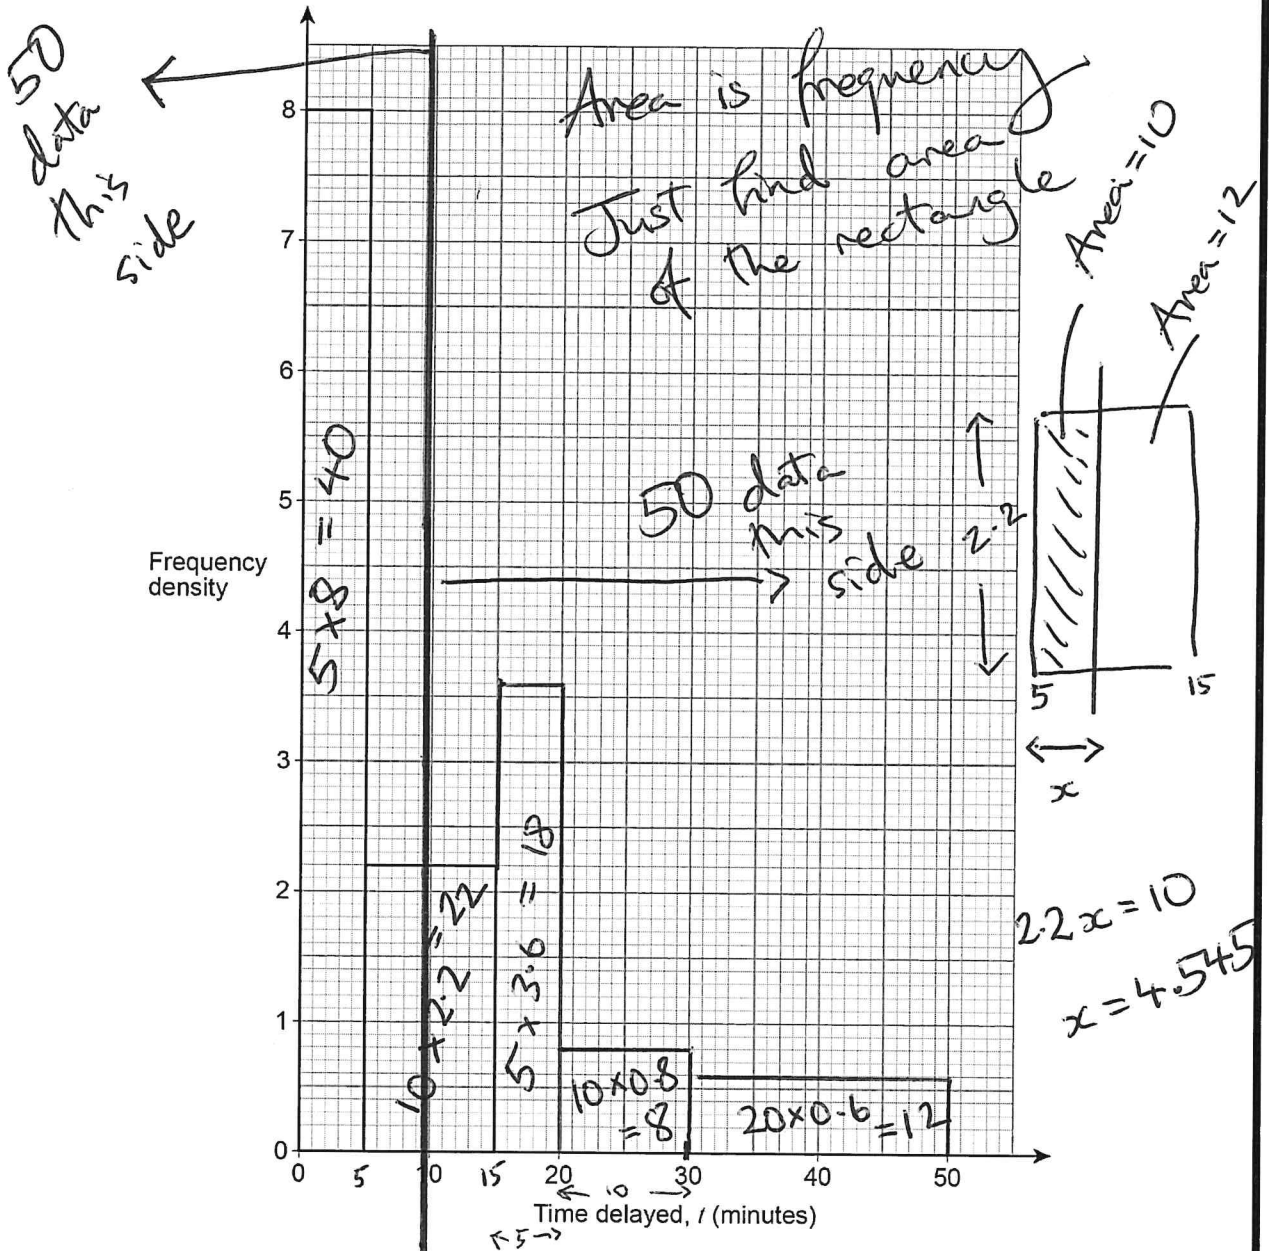 50
data
this
side
Area is frequency
Just find area
of the rectangle
Area=10
Area=12
8
7
6
5
4
3
2
1
0
Frequency
density
5×8=40
10×2.2=22
5×3.6=18
10×0.8
=8
20×0.6=12
50 data
this
side
2.2
5
15
x
2.2x=10
x=4.545
0 5 10 15 20 30 40 50
10
Time delayed, t (minutes)
5